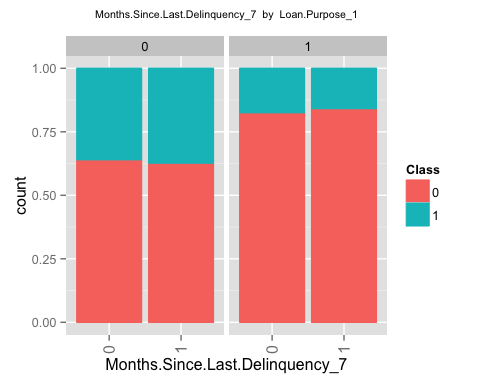 Months.Since.Last.Delinquency_7 by Loan.Purpose_1
0 1
1.00
0.75
0.50
0.25
0.00
count
0 1 0 1
Months.Since.Last.Delinquency_7
Class
0
1